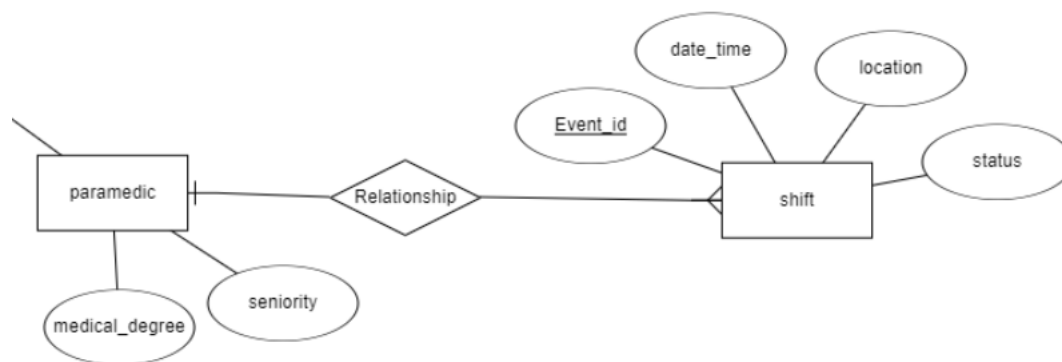 date_time
location
Event_id
status
paramedic
Relationship
shift
seniority
medical_degree